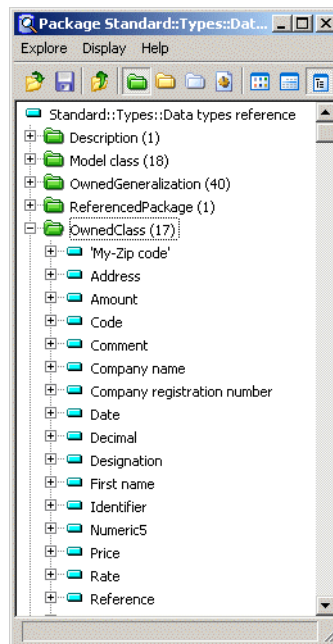 Package Standard::Types::Dat...
Explore Display Help
Standard::Types::Data types reference
Description (1)
Model class (18)
OwnedGeneralization (40)
ReferencedPackage (1)
OwnedClass (17)
'My-Zip code'
Address
Amount
Code
Comment
Company name
Company registration number
Date
Decimal
Designation
First name
Identifier
Numeric5
Price
Rate
Reference